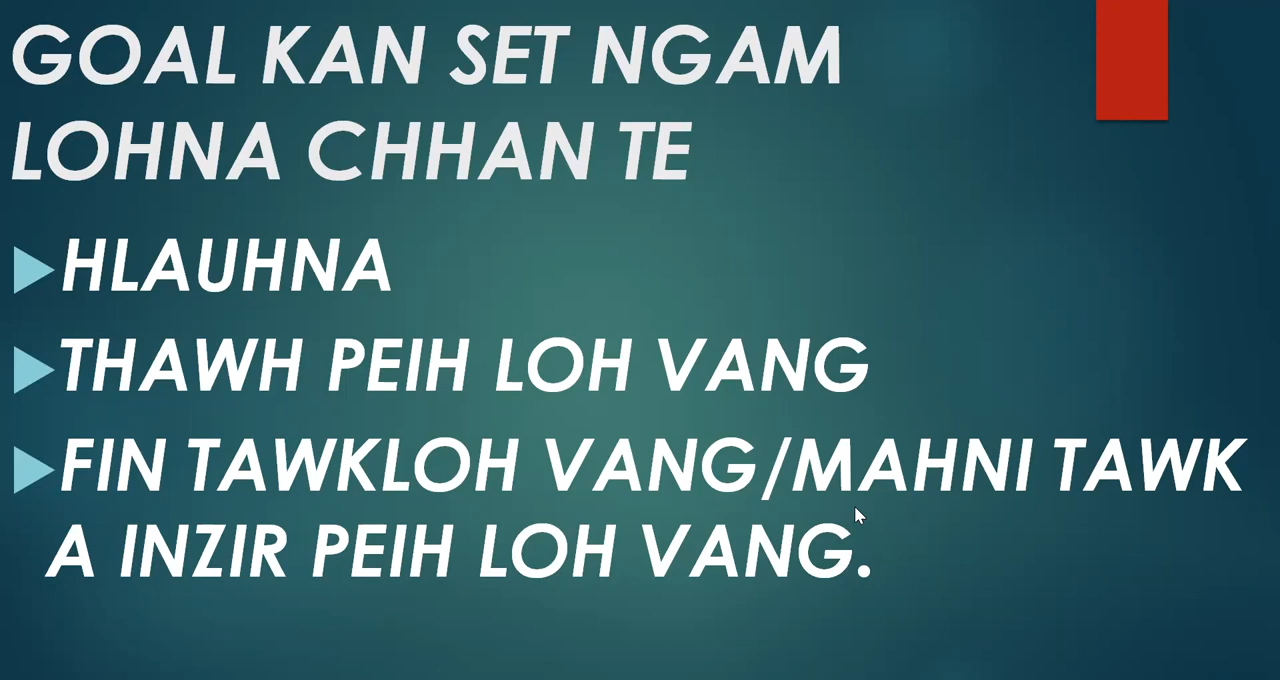 GOAL KAN SET NGAM
LOHNA CHHAN TE
HLAUHNA
THAWH PEIH LOH VANG
FIN TAWKLOH VANG/MAHNI TAWK
A INZIR PEIH LOH VANG.